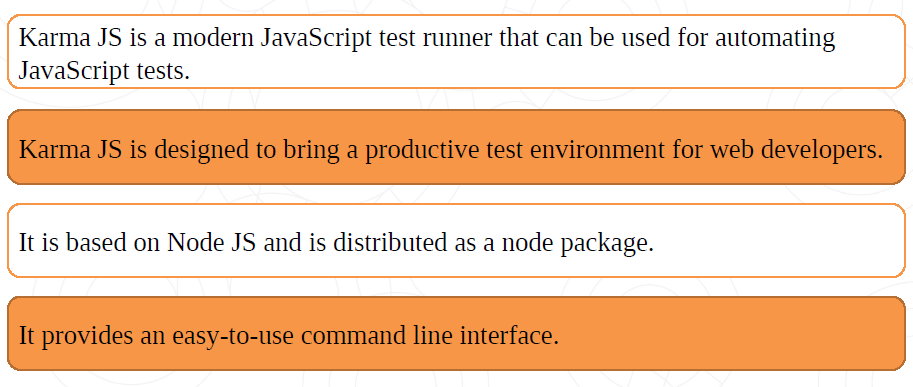 Karma JS is a modern JavaScript test runner that can be used for automating
JavaScript tests.
Karma JS is designed to bring a productive test environment for web developers.
It is based on Node JS and is distributed as a node package.
It provides an easy-to-use command line interface.